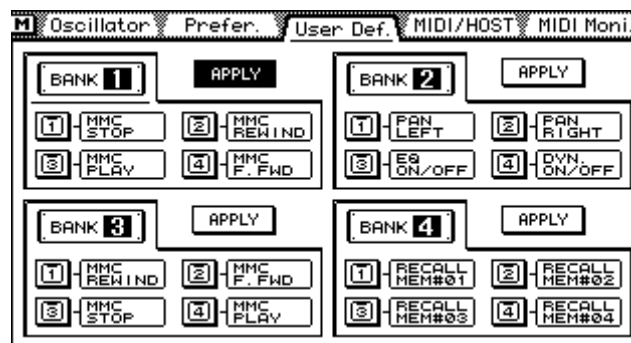 M Oscillator Prefer. User Def. MIDI/HOST MIDI Moni.
BANK 1 APPLY BANK 2 APPLY
1 MMC STOP 2 MMC REWIND 1 PAN LEFT 2 PAN RIGHT
3 MMC PLAY 4 MMC F.FWD 3 EQ ON/OFF 4 DYN. ON/OFF
BANK 3 APPLY BANK 4 APPLY
1 MMC REWIND 2 MMC F.FWD 1 RECALL MEM#01 2 RECALL MEM#02
3 MMC STOP 4 MMC PLAY 3 RECALL MEM#03 4 RECALL MEM#04